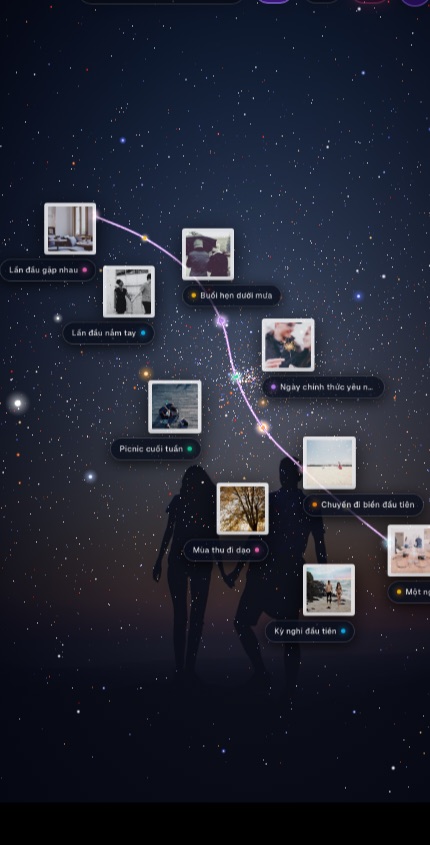 Lần đầu gặp nhau
Buổi hẹn dưới mưa
Lần đầu nắm tay
Ngày chính thức yêu n...
Picnic cuối tuần
Chuyến đi biển đầu tiên
Mùa thu đi dạo
Một ng
Kỳ nghỉ đầu tiên